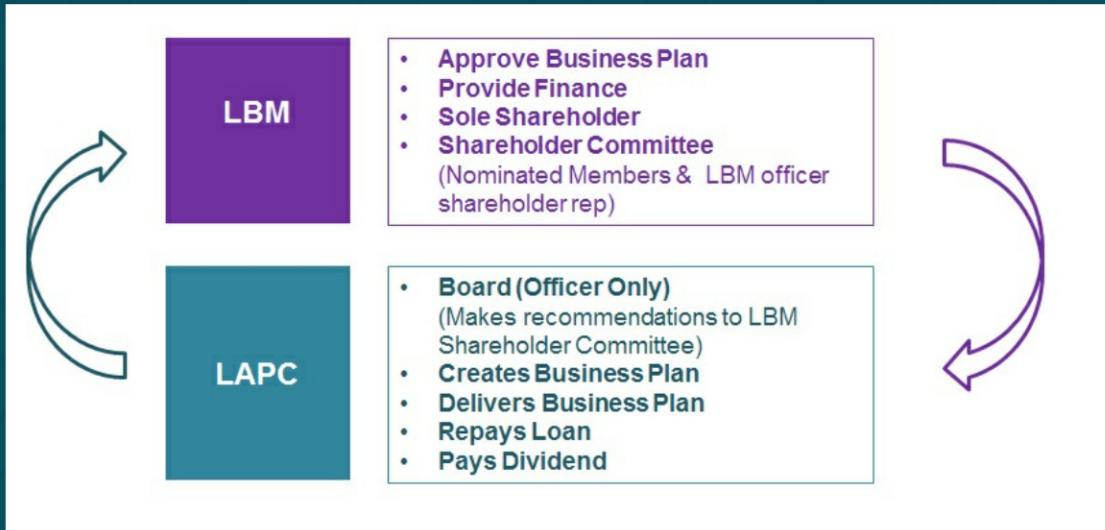 LBM
• Approve Business Plan
• Provide Finance
• Sole Shareholder
• Shareholder Committee
(Nominated Members & LBM officer
shareholder rep)
LAPC
• Board (Officer Only)
(Makes recommendations to LBM
Shareholder Committee)
• Creates Business Plan
• Delivers Business Plan
• Repays Loan
• Pays Dividend